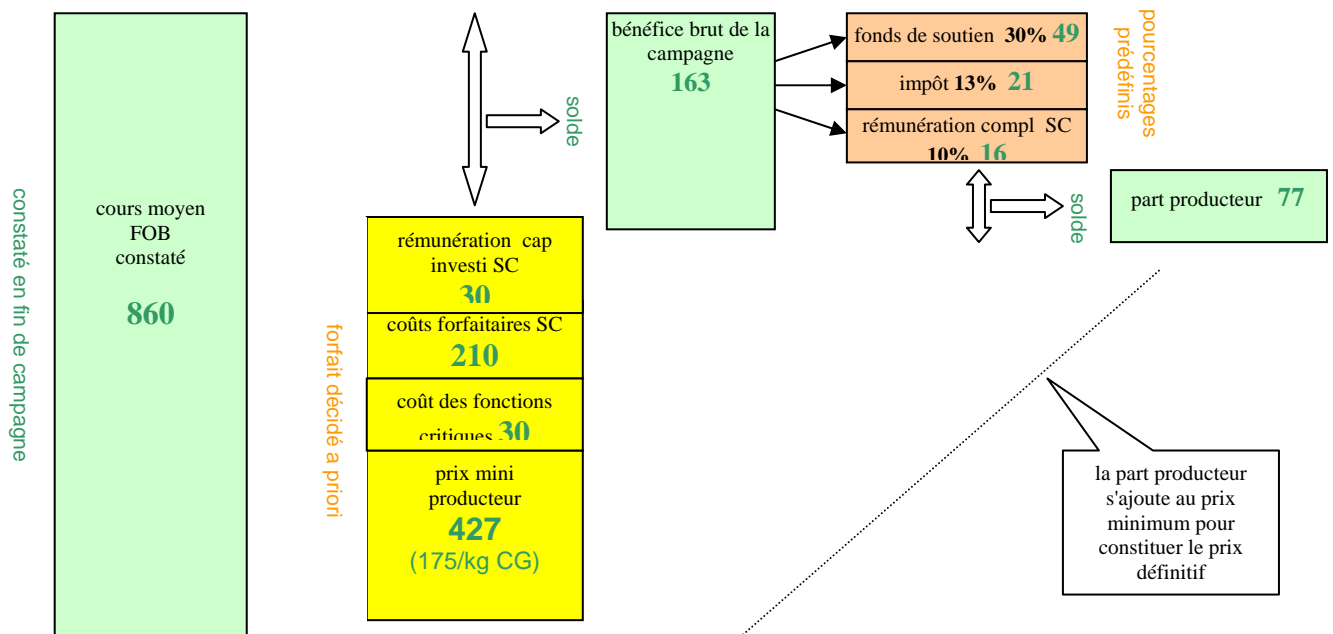 constaté en fin de campagne
cours moyen
FOB
constaté
860
forfait décidé a priori
rémunération cap
investi SC
30
coûts forfaitaires SC
210
coût des fonctions
critiques 30
prix mini
producteur
427
(175/kg CG)
solde
bénéfice brut de la
campagne
163
fonds de soutien 30% 49
impôt 13% 21
rémunération compl SC
10% 16
pourcentages
prédéfinis
solde
part producteur 77
la part producteur
s'ajoute au prix
minimum pour
constituer le prix
définitif